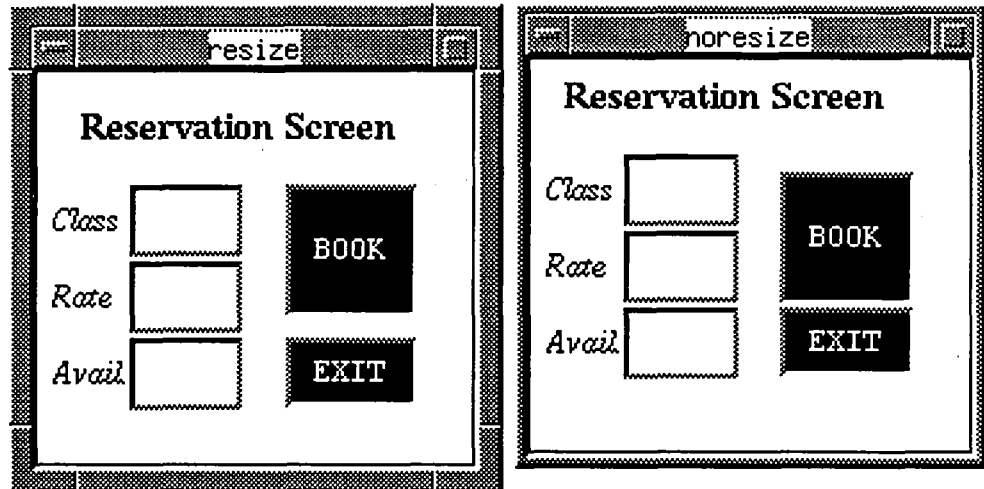 resize
Reservation Screen
Class
BOOK
Rate
Avail
EXIT
noresize
Reservation Screen
Class
BOOK
Rate
Avail
EXIT